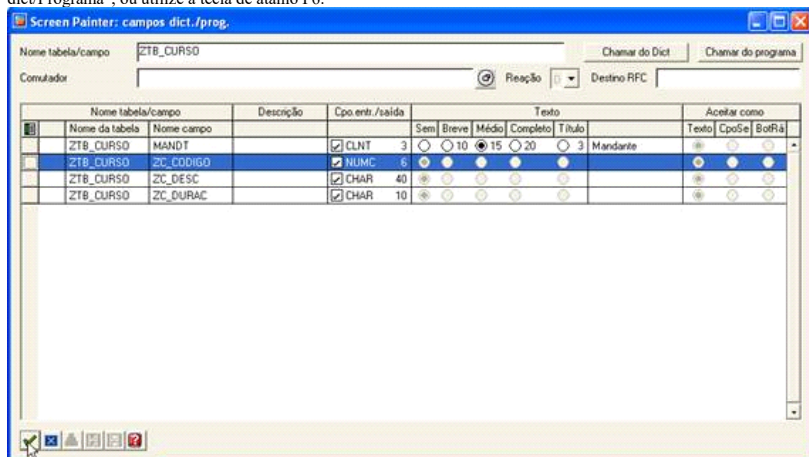 dict/Programa", ou utilize a tecla de atalho F6.
Screen Painter: campos dict./prog.
Nome tabela/campo ZTB_CURSO Chamar do Dict Chamar do programa
Comutador Reação 0 Destino RFC
Nome tabela/campo Descrição Cpo.entr./saída Texto Aceitar como
Nome da tabela Nome campo Sem Breve Médio Completo Título Texto CpoSe BotRá
ZTB_CURSO MANDT CLNT 3 10 15 20 3 Mandante
ZTB_CURSO ZC_CODIGO NUMC 6
ZTB_CURSO ZC_DESC CHAR 40
ZTB_CURSO ZC_DURAC CHAR 10